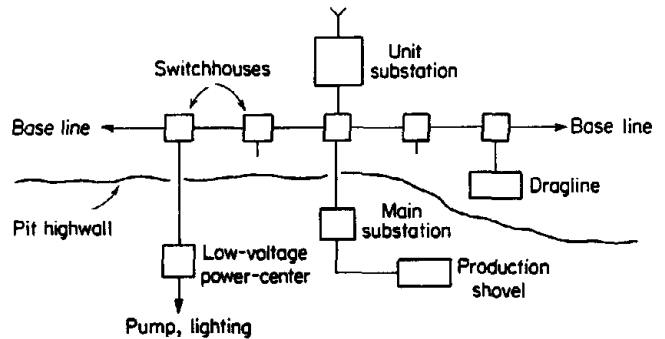 Unit
substation
Switchhouses
Base line
Base line
Dragline
Pit highwall
Main
substation
Low-voltage
power-center
Production
shovel
Pump, lighting